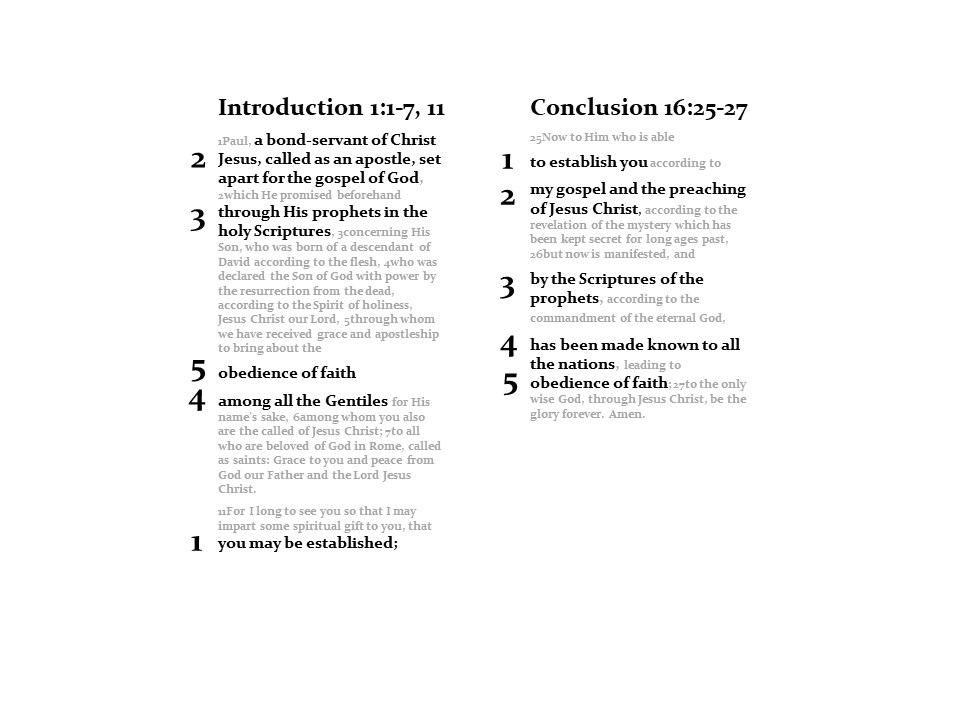 Introduction 1:1-7, 11
1Paul, a bond-servant of Christ
2 Jesus, called as an apostle, set
apart for the gospel of God,
2which He promised beforehand
3 through His prophets in the
holy Scriptures, 3concerning His
Son, who was born of a descendant of
David according to the flesh, 4who was
declared the Son of God with power by
the resurrection from the dead,
according to the Spirit of holiness,
Jesus Christ our Lord, 5through whom
we have received grace and apostleship
to bring about the
5 obedience of faith
4 among all the Gentiles for His
name's sake, 6among whom you also
are the called of Jesus Christ; 7to all
who are beloved of God in Rome, called
as saints: Grace to you and peace from
God our Father and the Lord Jesus
Christ.
11For I long to see you so that I may
impart some spiritual gift to you, that
1 you may be established;
Conclusion 16:25-27
25Now to Him who is able
1 to establish you according to
2 my gospel and the preaching
of Jesus Christ, according to the
revelation of the mystery which has
been kept secret for long ages past,
26but now is manifested, and
3 by the Scriptures of the
prophets, according to the
commandment of the eternal God,
4 has been made known to all
the nations, leading to
5 obedience of faith; 27to the only
wise God, through Jesus Christ, be the
glory forever. Amen.